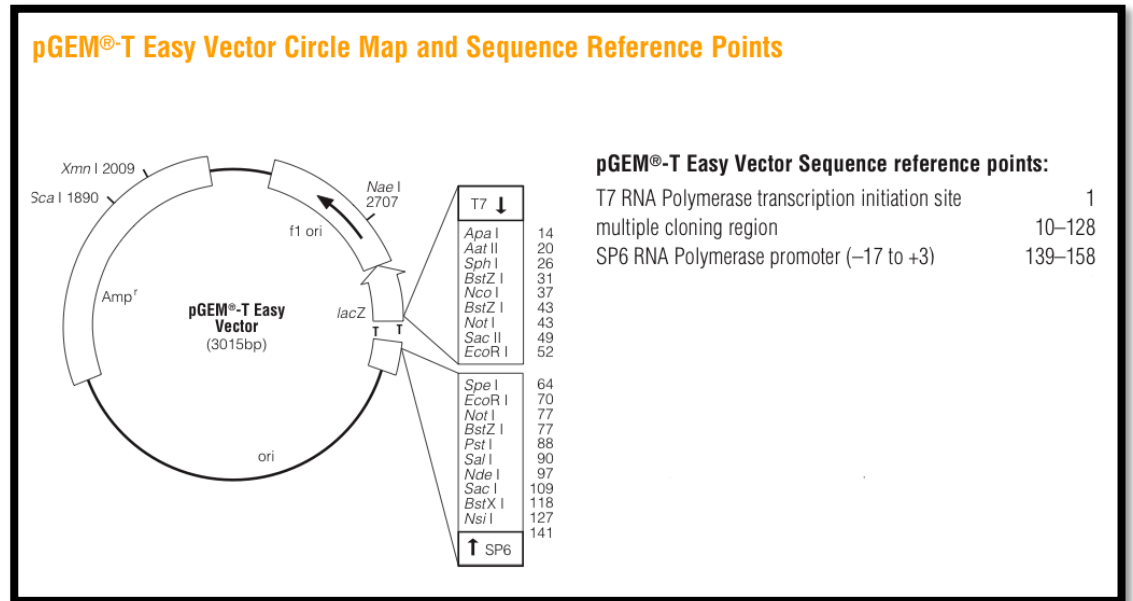 pGEM®-T Easy Vector Circle Map and Sequence Reference Points
Xmn I 2009
Sca I 1890
Nae I
2707
f1 ori
Ampr
pGEM®-T Easy
Vector
(3015bp)
lacZ
T T
ori
T7 ↓
Apa I 14
Aat II 20
Sph I 26
BstZ I 31
Nco I 37
BstZ I 43
Not I 43
Sac II 49
EcoR I 52
Spe I 64
EcoR I 70
Not I 77
BstZ I 77
Pst I 88
Sal I 90
Nde I 97
Sac I 109
BstX I 118
Nsi I 127
141
↑ SP6
pGEM®-T Easy Vector Sequence reference points:
T7 RNA Polymerase transcription initiation site 1
multiple cloning region 10–128
SP6 RNA Polymerase promoter (–17 to +3) 139–158